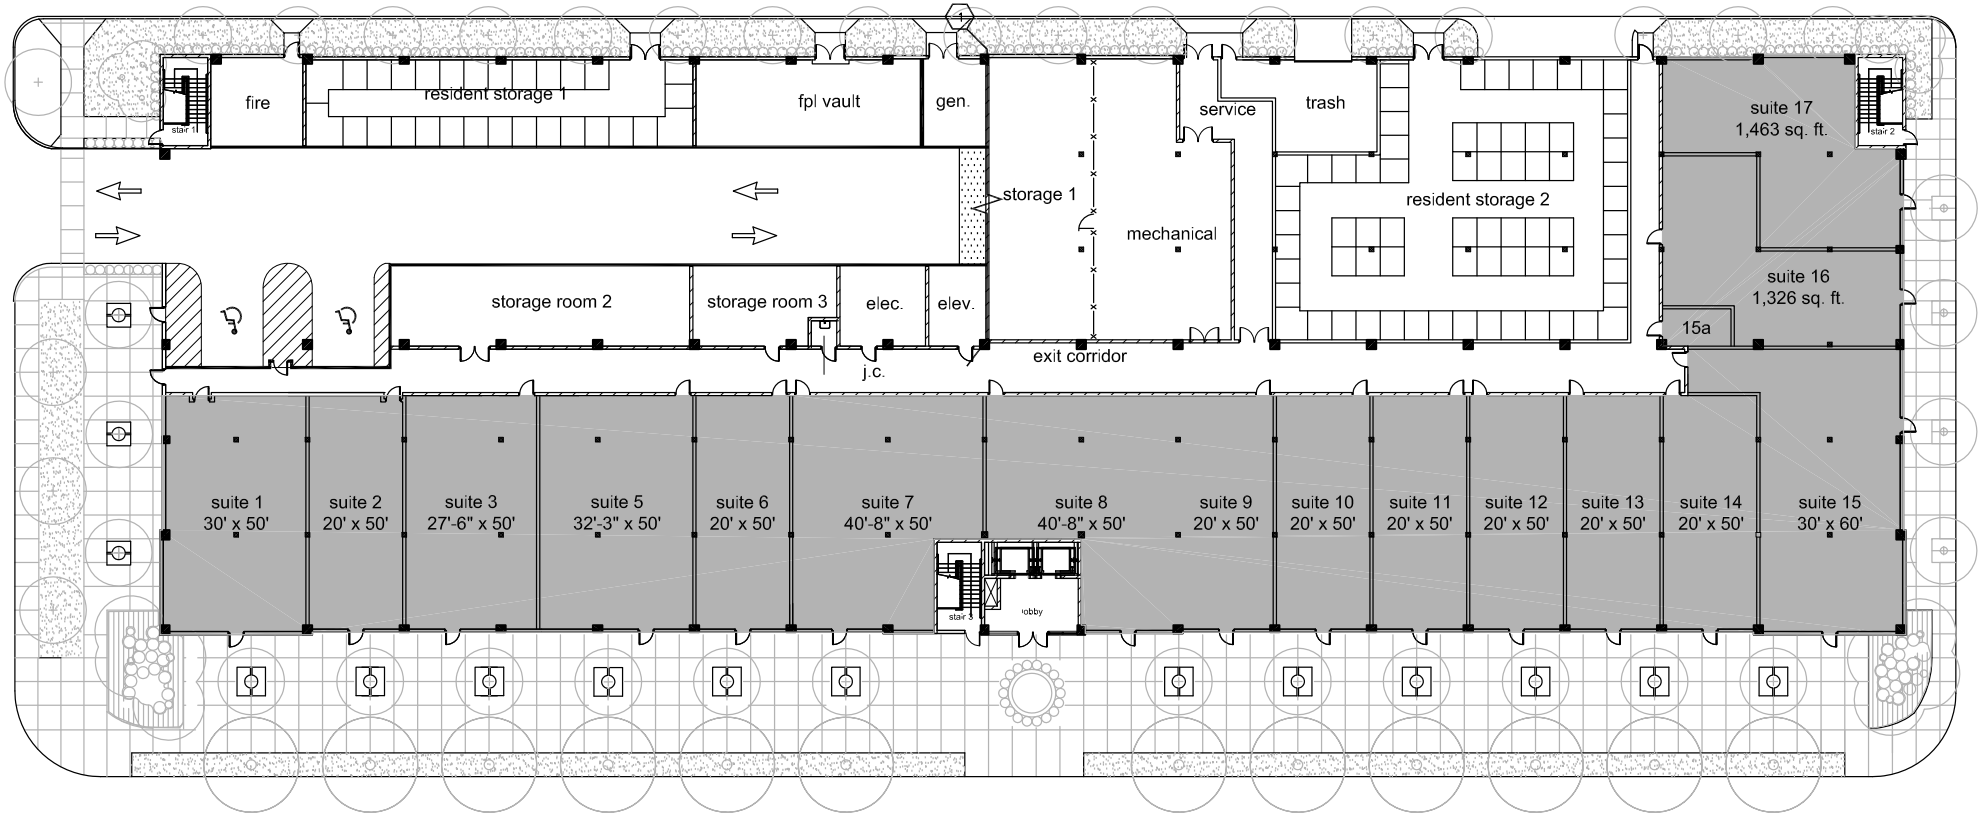 1
stair 1
fire
resident storage 1
fpl vault
gen.
service
trash
suite 17
1,463 sq. ft.
stair 2
storage 1
resident storage 2
mechanical
suite 16
1,326 sq. ft.
storage room 2
storage room 3
elec.
elev.
15a
exit corridor
j.c.
suite 1
30' x 50'
suite 2
20' x 50'
suite 3
27'-6" x 50'
suite 5
32'-3" x 50'
suite 6
20' x 50'
suite 7
40'-8" x 50'
suite 8
40'-8" x 50'
suite 9
20' x 50'
suite 10
20' x 50'
suite 11
20' x 50'
suite 12
20' x 50'
suite 13
20' x 50'
suite 14
20' x 50'
suite 15
30' x 60'
stair 3
lobby